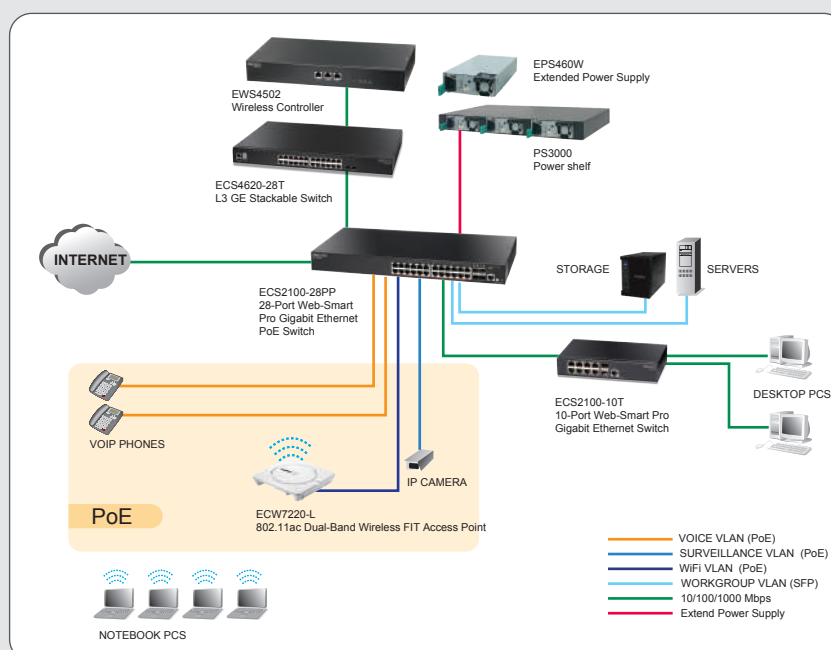 EPS460W
Extended Power Supply
EWS4502
Wireless Controller
PS3000
Power shelf
ECS4620-28T
L3 GE Stackable Switch
INTERNET
STORAGE
SERVERS
ECS2100-28PP
28-Port Web-Smart
Pro Gigabit Ethernet
PoE Switch
DESKTOP PCS
ECS2100-10T
10-Port Web-Smart Pro
Gigabit Ethernet Switch
VOIP PHONES
IP CAMERA
PoE
ECW7220-L
802.11ac Dual-Band Wireless FIT Access Point
VOICE VLAN (PoE)
SURVEILLANCE VLAN (PoE)
WiFi VLAN (PoE)
WORKGROUP VLAN (SFP)
10/100/1000 Mbps
Extend Power Supply
NOTEBOOK PCS